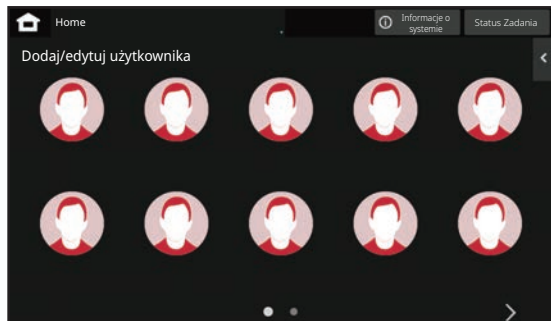 Home
Informacje o
systemie
Status Zadania
Dodaj/edytuj użytkownika